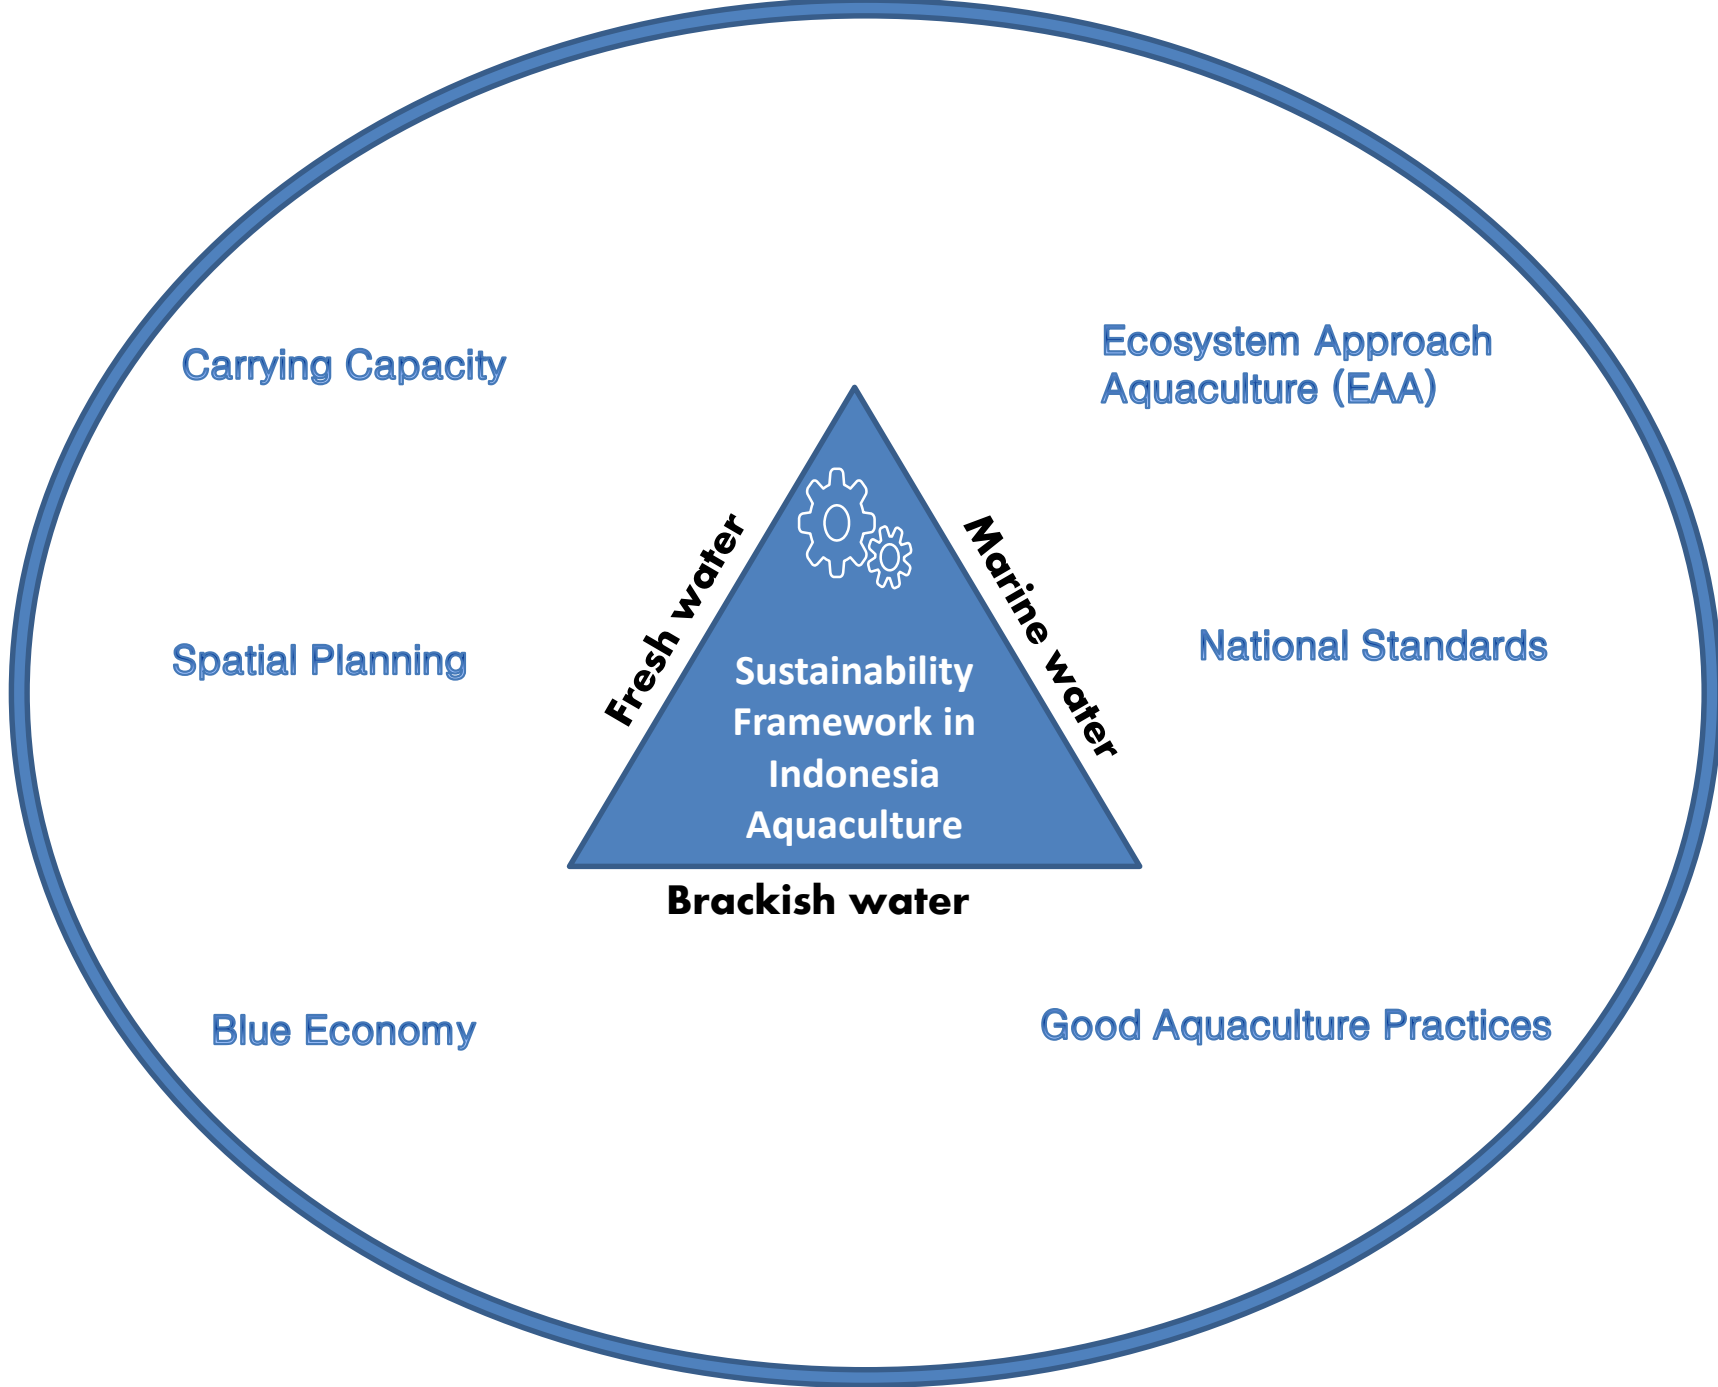 Carrying Capacity
Ecosystem Approach
Aquaculture (EAA)
Fresh water
Marine water
Spatial Planning
National Standards
Sustainability
Framework in
Indonesia
Aquaculture
Brackish water
Blue Economy
Good Aquaculture Practices